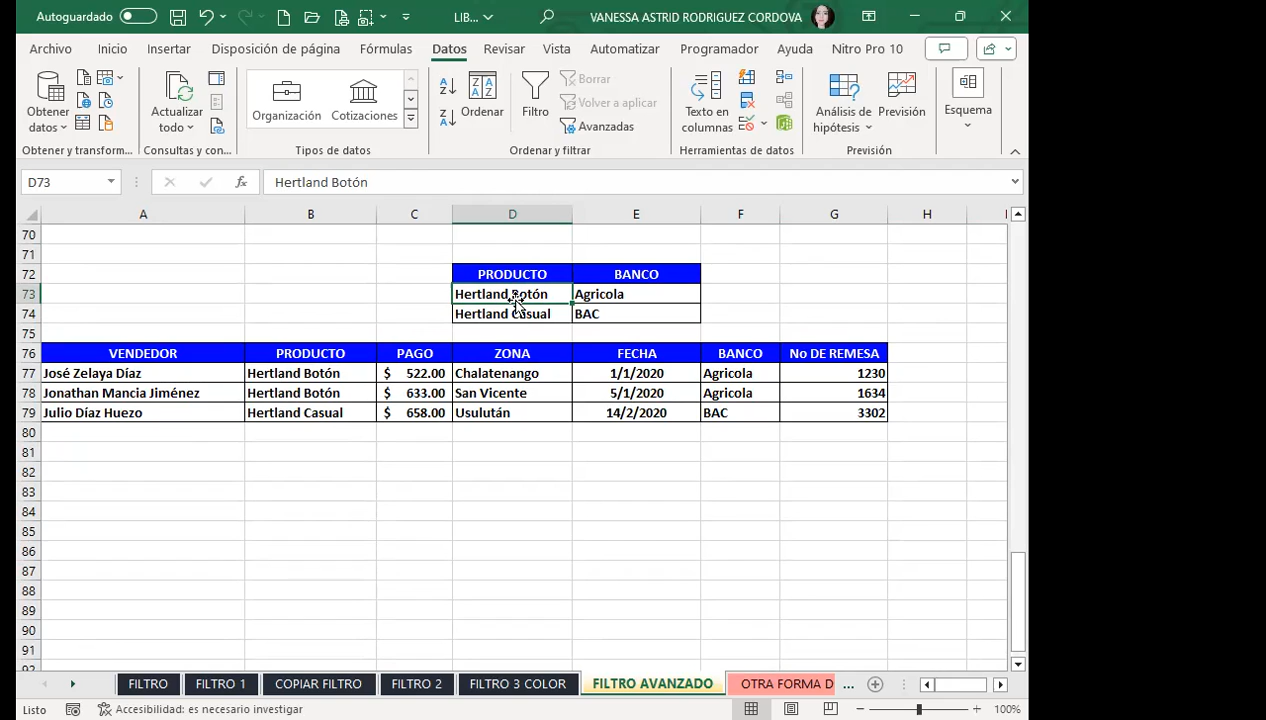 Autoguardado
LIB...
VANESSA ASTRID RODRIGUEZ CORDOVA
Archivo Inicio Insertar Disposición de página Fórmulas Datos Revisar Vista Automatizar Programador Ayuda Nitro Pro 10
Obtener datos
Actualizar todo
Organización
Cotizaciones
Ordenar
Filtro
Borrar
Volver a aplicar
Avanzadas
Texto en columnas
Análisis de hipótesis
Previsión
Esquema
Obtener y transform... Consultas y con... Tipos de datos Ordenar y filtrar Herramientas de datos Previsión
D73 fx Hertland Botón
A B C D E F G H I
70
71
72 PRODUCTO BANCO
73 Hertland Botón Agricola
74 Hertland Casual BAC
75
76 VENDEDOR PRODUCTO PAGO ZONA FECHA BANCO No DE REMESA
77 José Zelaya Díaz Hertland Botón $ 522.00 Chalatenango 1/1/2020 Agricola 1230
78 Jonathan Mancia Jiménez Hertland Botón $ 633.00 San Vicente 5/1/2020 Agricola 1634
79 Julio Díaz Huezo Hertland Casual $ 658.00 Usulután 14/2/2020 BAC 3302
80
81
82
83
84
85
86
87
88
89
90
91
92
FILTRO FILTRO 1 COPIAR FILTRO FILTRO 2 FILTRO 3 COLOR FILTRO AVANZADO OTRA FORMA D ...
Listo Accesibilidad: es necesario investigar 100%